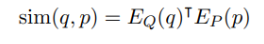 sim(q, p) = E_Q(q)^⊺ E_P(p)